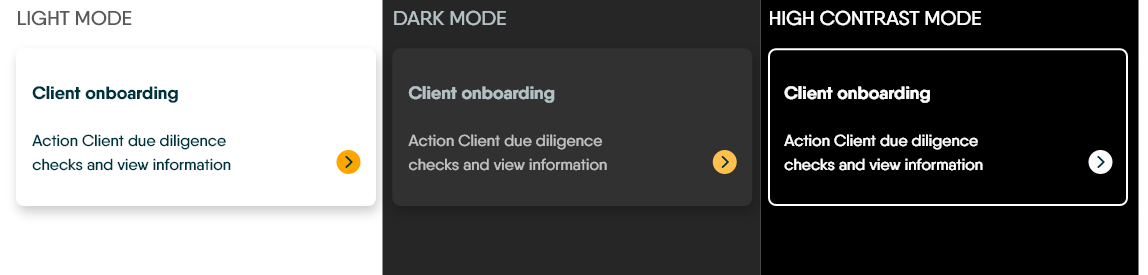 LIGHT MODE
Client onboarding
Action Client due diligence
checks and view information
DARK MODE
Client onboarding
Action Client due diligence
checks and view information
HIGH CONTRAST MODE
Client onboarding
Action Client due diligence
checks and view information